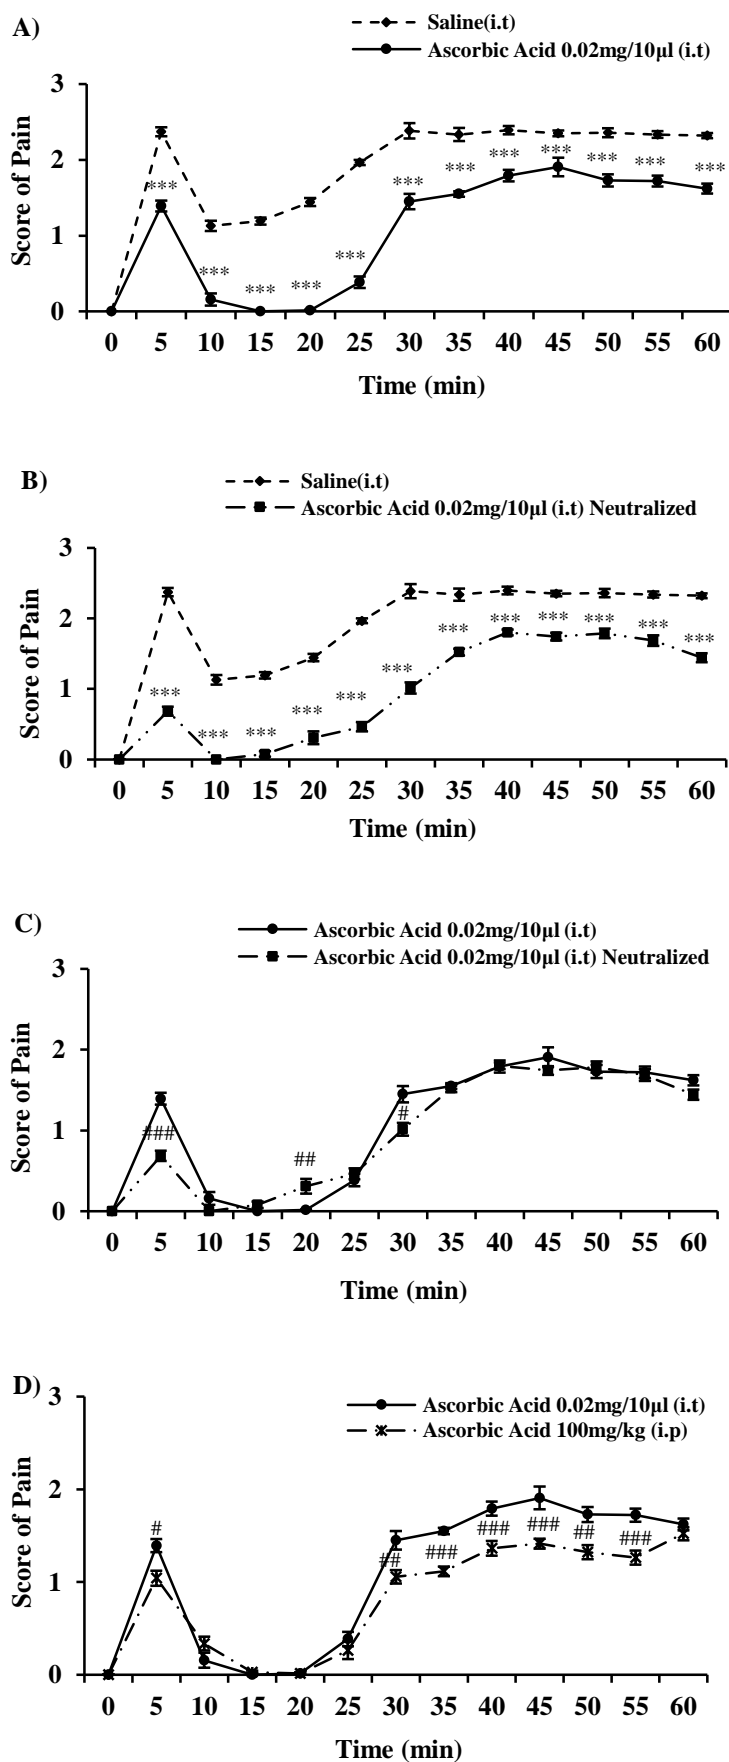 A)
Saline(i.t)
Ascorbic Acid 0.02mg/10µl (i.t)
Score of Pain
3
2
1
0
***
***
***
***
***
***
***
***
***
***
***
***
0 5 10 15 20 25 30 35 40 45 50 55 60
Time (min)
B)
Saline(i.t)
Ascorbic Acid 0.02mg/10µl (i.t) Neutralized
Score of Pain
3
2
1
0
***
***
***
***
***
***
***
***
***
***
***
***
0 5 10 15 20 25 30 35 40 45 50 55 60
Time (min)
C)
Ascorbic Acid 0.02mg/10µl (i.t)
Ascorbic Acid 0.02mg/10µl (i.t) Neutralized
Score of Pain
3
2
1
0
###
##
#
0 5 10 15 20 25 30 35 40 45 50 55 60
Time (min)
D)
Ascorbic Acid 0.02mg/10µl (i.t)
Ascorbic Acid 100mg/kg (i.p)
Score of Pain
3
2
1
0
#
##
###
###
###
##
###
0 5 10 15 20 25 30 35 40 45 50 55 60
Time (min)